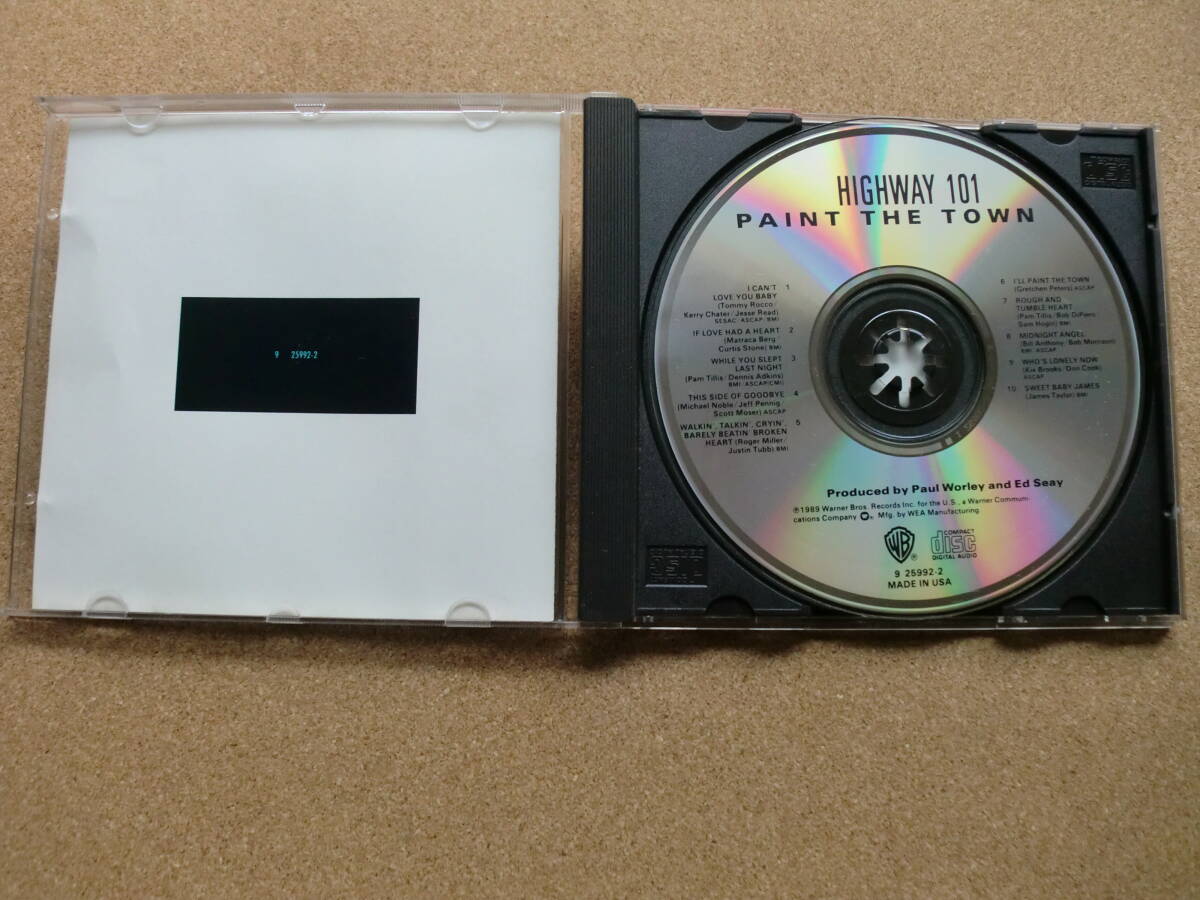 9 25992-2
HIGHWAY 101
PAINT THE TOWN
I CAN'T 1
LOVE YOU BABY
(Tommy Rocco/
Kerry Chater/Jesse Read)
SESAC/ASCAP/BMI
IF LOVE HAD A HEART 2
(Matraca Berg/
Curtis Stone) BMI
WHILE YOU SLEPT 3
LAST NIGHT
(Pam Tillis/Dennis Adkins)
BMI/ASCAP(CMI)
THIS SIDE OF GOODBYE 4
(Michael Noble/Jeff Pennig/
Scott Moser) ASCAP
WALKIN', TALKIN', CRYIN', 5
BARELY BEATIN' BROKEN
HEART (Roger Miller/
Justin Tubb) BMI
6 I'LL PAINT THE TOWN
(Gretchen Peters) ASCAP
7 ROUGH AND
TUMBLE HEART
(Pam Tillis/Bob DiPiero/
Sam Hogin) BMI
8 MIDNIGHT ANGEL
(Bill Anthony/Bob Morrison)
BMI/ASCAP
9 WHO'S LONELY NOW
(Kix Brooks/Don Cook)
ASCAP
10 SWEET BABY JAMES
(James Taylor) BMI
Produced by Paul Worley and Ed Seay
℗1989 Warner Bros. Records Inc. for the U.S., a Warner Commun-
cations Company. Mfg. by WEA Manufacturing
WB
COMPACT
disc
DIGITAL AUDIO
9 25992-2
MADE IN USA